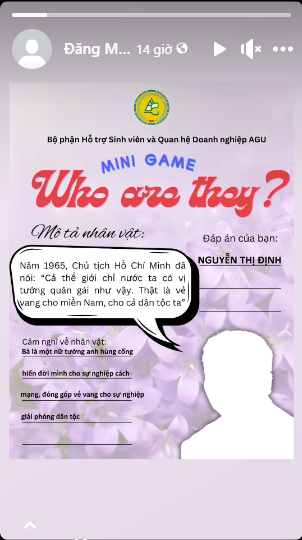 Đăng M... 14 giờ
Bộ phận Hỗ trợ Sinh viên và Quan hệ Doanh nghiệp AGU
MINI GAME
Who are they?
Mô tả nhân vật:
Năm 1965, Chủ tịch Hồ Chí Minh đã
nói: “Cả thế giới chỉ nước ta có vị
tướng quân gái như vậy. Thật là vẻ
vang cho miền Nam, cho cả dân tộc ta”
Đáp án của bạn:
NGUYỄN THỊ ĐỊNH
Cảm nghĩ về nhân vật:
Bà là một nữ tướng anh hùng cống
hiến đời mình cho sự nghiệp cách
mạng, đóng góp vẻ vang cho sự nghiệp
giải phóng dân tộc